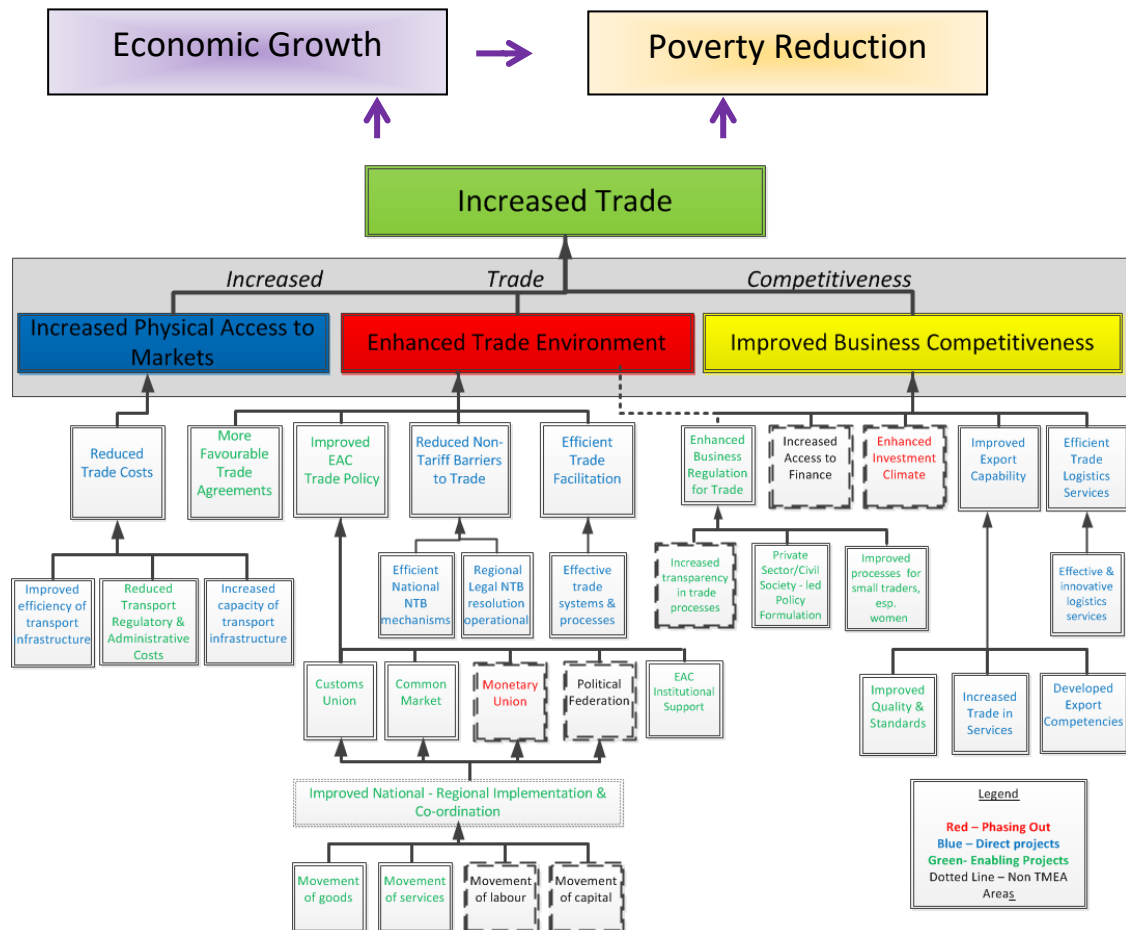 Economic Growth
Poverty Reduction
Increased Trade
Increased Trade Competitiveness
Increased Physical Access to
Markets
Enhanced Trade Environment
Improved Business Competitiveness
Reduced
Trade Costs
More
Favourable
Trade
Agreements
Improved
EAC
Trade Policy
Reduced Non-
Tariff Barriers
to Trade
Efficient
Trade
Facilitation
Enhanced
Business
Regulation
for Trade
Increased
Access to
Finance
Enhanced
Investment
Climate
Improved
Export
Capability
Efficient
Trade
Logistics
Services
Improved
efficiency of
transport
nfrastructure
Reduced
Transport
Regulatory &
Administrative
Costs
Increased
capacity of
transport
infrastructure
Efficient
National
NTB
mechanisms
Regional
Legal NTB
resolution
operational
Effective
trade
systems &
processes
Increased
transparency
in trade
processes
Private
Sector/Civil
Society - led
Policy
Formulation
Improved
processes for
small traders,
esp.
women
Effective &
innovative
logistics
services
Customs
Union
Common
Market
Monetary
Union
Political
Federation
EAC
Institutional
Support
Improved
Quality &
Standards
Increased
Trade in
Services
Developed
Export
Competencies
Improved National - Regional Implementation &
Co-ordination
Movement
of goods
Movement
of services
Movement
of labour
Movement
of capital
Legend
Red – Phasing Out
Blue – Direct projects
Green- Enabling Projects
Dotted Line – Non TMEA
Areas